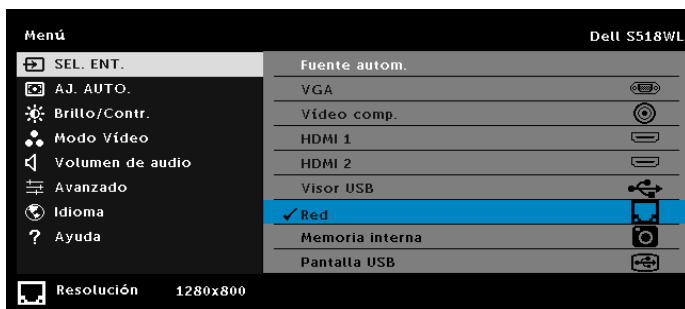 Menú
Dell S518WL
SEL. ENT.
AJ. AUTO.
Brillo/Contr.
Modo Vídeo
Volumen de audio
Avanzado
Idioma
? Ayuda
Fuente autom.
VGA
Vídeo comp.
HDMI 1
HDMI 2
Visor USB
Red
Memoria interna
Pantalla USB
Resolución 1280x800